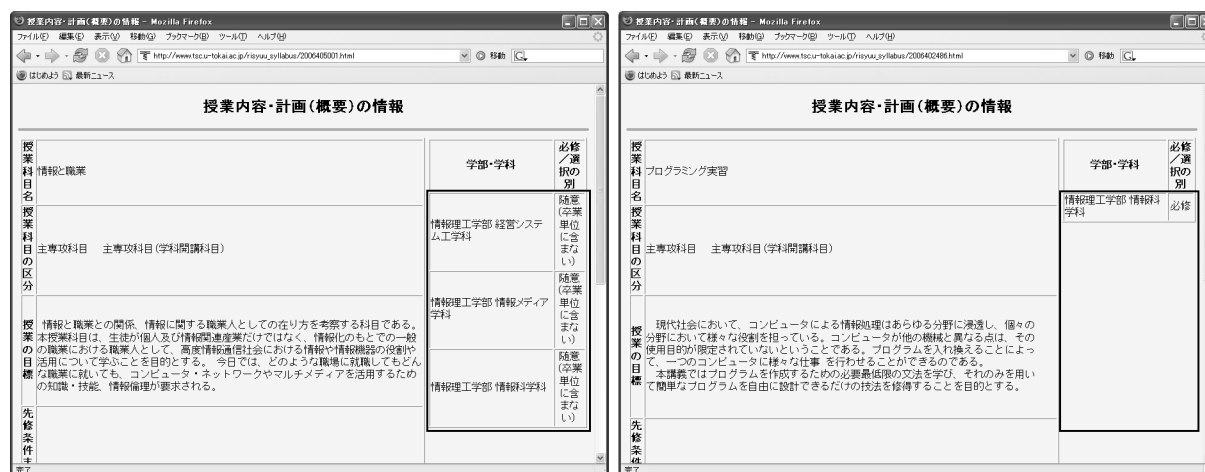 授業内容・計画(概要)の情報 - Mozilla Firefox
ファイル(F) 編集(E) 表示(V) 移動(G) ブックマーク(B) ツール(T) ヘルプ(H)
http://www.tsc.u-tokai.ac.jp/risyuu_syllabus/2006405001.html
移動
はじめよう 最新ニュース
授業内容・計画(概要)の情報
授業科目名
情報と職業
授業科目の区分
主専攻科目 主専攻科目(学科開講科目)
授業の目標
情報と職業との関係、情報に関する職業人としての在り方を考察する科目である。
本授業科目は、生徒が個人及び情報関連産業だけではなく、情報化のもとでの一般
の職業における職業人として、高度情報通信社会における情報や情報機器の役割や
活用について学ぶことを目的とする。 今日では、どのような職場に就職してもどん
な職業に就いても、コンピュータ・ネットワークやマルチメディアを活用するため
の知識・技能、情報倫理が要求される。
先修条件
学部・学科
必修
/選
択の
別
情報理工学部 経営システ
ム工学科
随意
(卒業
単位
に含
まな
い)
情報理工学部 情報メディア
学科
随意
(卒業
単位
に含
まな
い)
情報理工学部 情報科学科
随意
(卒業
単位
に含
まな
い)
完了
授業内容・計画(概要)の情報 - Mozilla Firefox
ファイル(F) 編集(E) 表示(V) 移動(G) ブックマーク(B) ツール(T) ヘルプ(H)
http://www.tsc.u-tokai.ac.jp/risyuu_syllabus/2006402486.html
移動
はじめよう 最新ニュース
授業内容・計画(概要)の情報
授業科目名
プログラミング実習
授業科目の区分
主専攻科目 主専攻科目(学科開講科目)
授業の目標
現代社会において、コンピュータによる情報処理はあらゆる分野に浸透し、個々の
分野において様々な役割を担っている。コンピュータが他の機械と異なる点は、その
使用目的が限定されていないということである。プログラムを入れ換えることによっ
て、一つのコンピュータに様々な仕事 を行わせることができるのである。
本講義ではプログラムを作成するための必要最低限の文法を学び、それのみを用い
て簡単なプログラムを自由に設計できるだけの技法を修得することを目的とする。
先修条件
学部・学科
必修
/選
択の
別
情報理工学部 情報科
学科
必修
完了